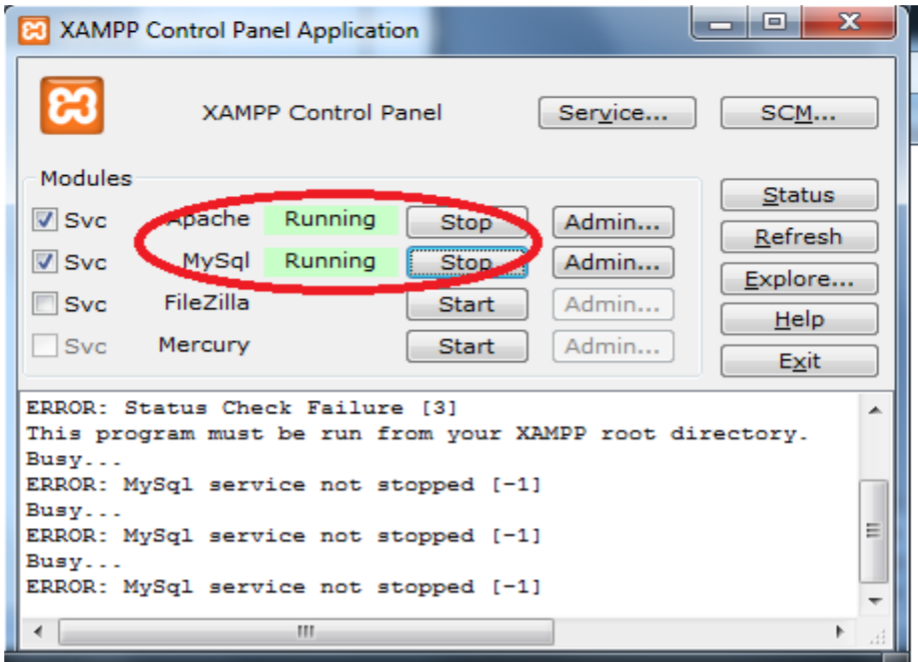 XAMPP Control Panel Application
XAMPP Control Panel Service... SCM...
Modules
Svc Apache Running Stop Admin...
Svc MySql Running Stop Admin...
Svc FileZilla Start Admin...
Svc Mercury Start Admin...
Status
Refresh
Explore...
Help
Exit
ERROR: Status Check Failure [3]
This program must be run from your XAMPP root directory.
Busy...
ERROR: MySql service not stopped [-1]
Busy...
ERROR: MySql service not stopped [-1]
Busy...
ERROR: MySql service not stopped [-1]